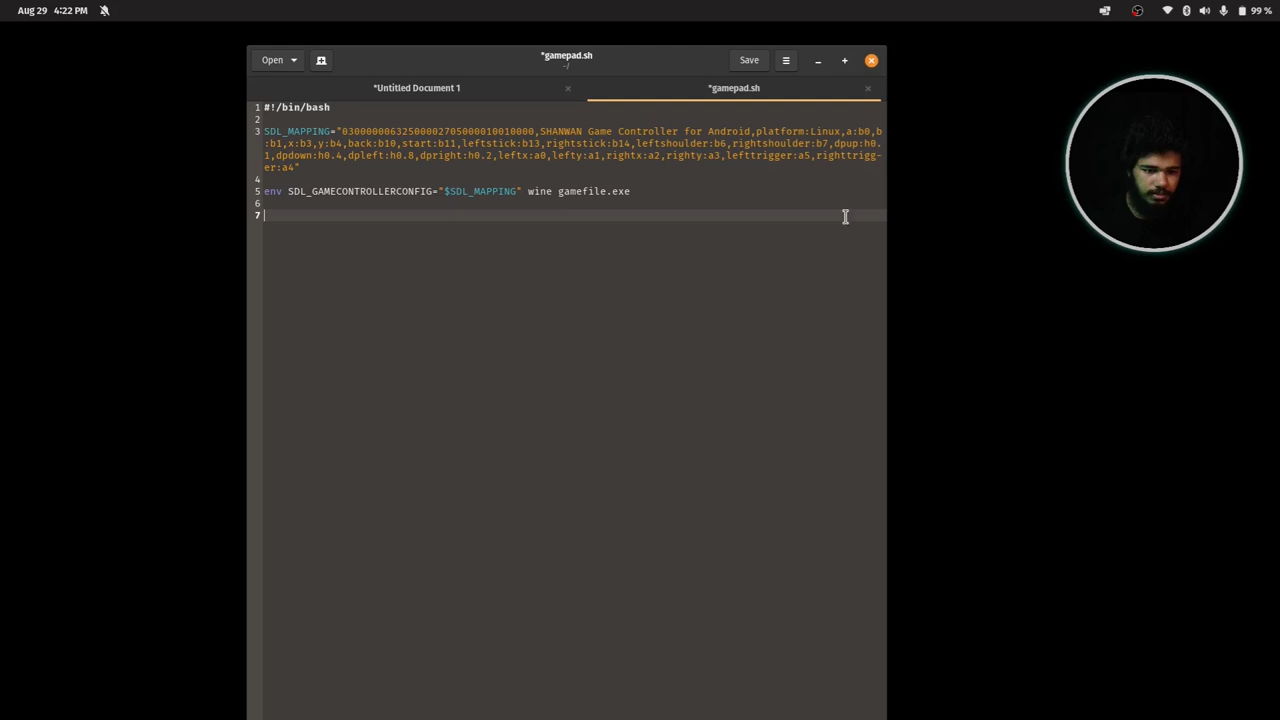 Aug 29 4:22 PM
99 %
Open
*gamepad.sh
~/
Save
*Untitled Document 1
*gamepad.sh
1 #!/bin/bash
2
3 SDL_MAPPING="03000000632500002705000010010000,SHANWAN Game Controller for Android,platform:Linux,a:b0,b
:b1,x:b3,y:b4,back:b10,start:b11,leftstick:b13,rightstick:b14,leftshoulder:b6,rightshoulder:b7,dpup:h0.
1,dpdown:h0.4,dpleft:h0.8,dpright:h0.2,leftx:a0,lefty:a1,rightx:a2,righty:a3,lefttrigger:a5,righttrigg-
er:a4"
4
5 env SDL_GAMECONTROLLERCONFIG="$SDL_MAPPING" wine gamefile.exe
6
7